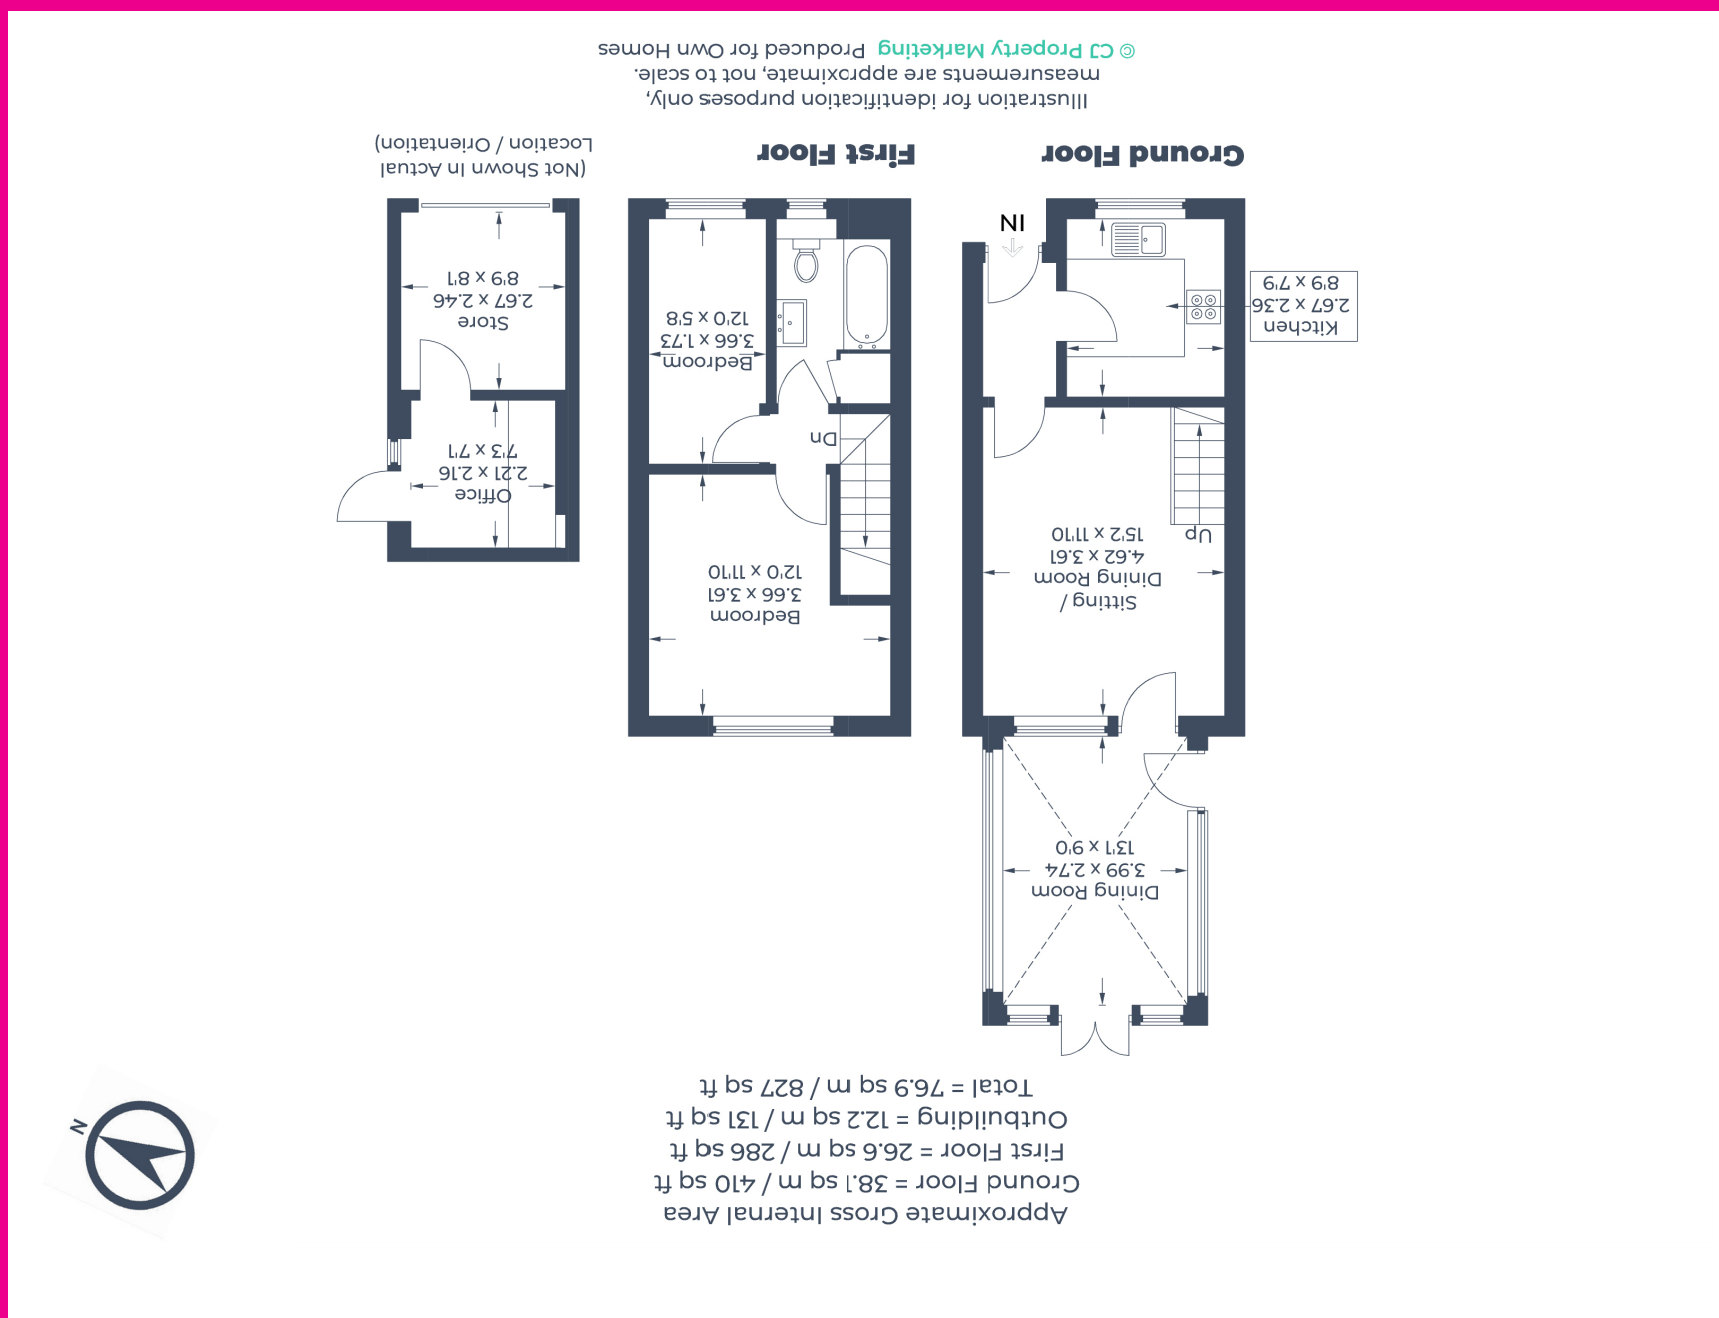 Approximate Gross Internal Area
Ground Floor = 38.1 sq m / 410 sq ft
First Floor = 26.6 sq m / 286 sq ft
Outbuilding = 12.2 sq m / 131 sq ft
Total = 76.9 sq m / 827 sq ft
N
Dining Room
3.99 x 2.74
13'1 x 9'0
Sitting /
Dining Room
4.62 x 3.61
15'2 x 11'10
Up
Kitchen
2.67 x 2.36
8'9 x 7'9
IN
Ground Floor
Bedroom
3.66 x 3.61
12'0 x 11'10
Dn
Bedroom
3.66 x 1.73
12'0 x 5'8
First Floor
Office
2.21 x 2.16
7'3 x 7'1
Store
2.67 x 2.46
8'9 x 8'1
(Not Shown In Actual
Location / Orientation)
Illustration for identification purposes only,
measurements are approximate, not to scale.
© CJ Property Marketing Produced for Own Homes